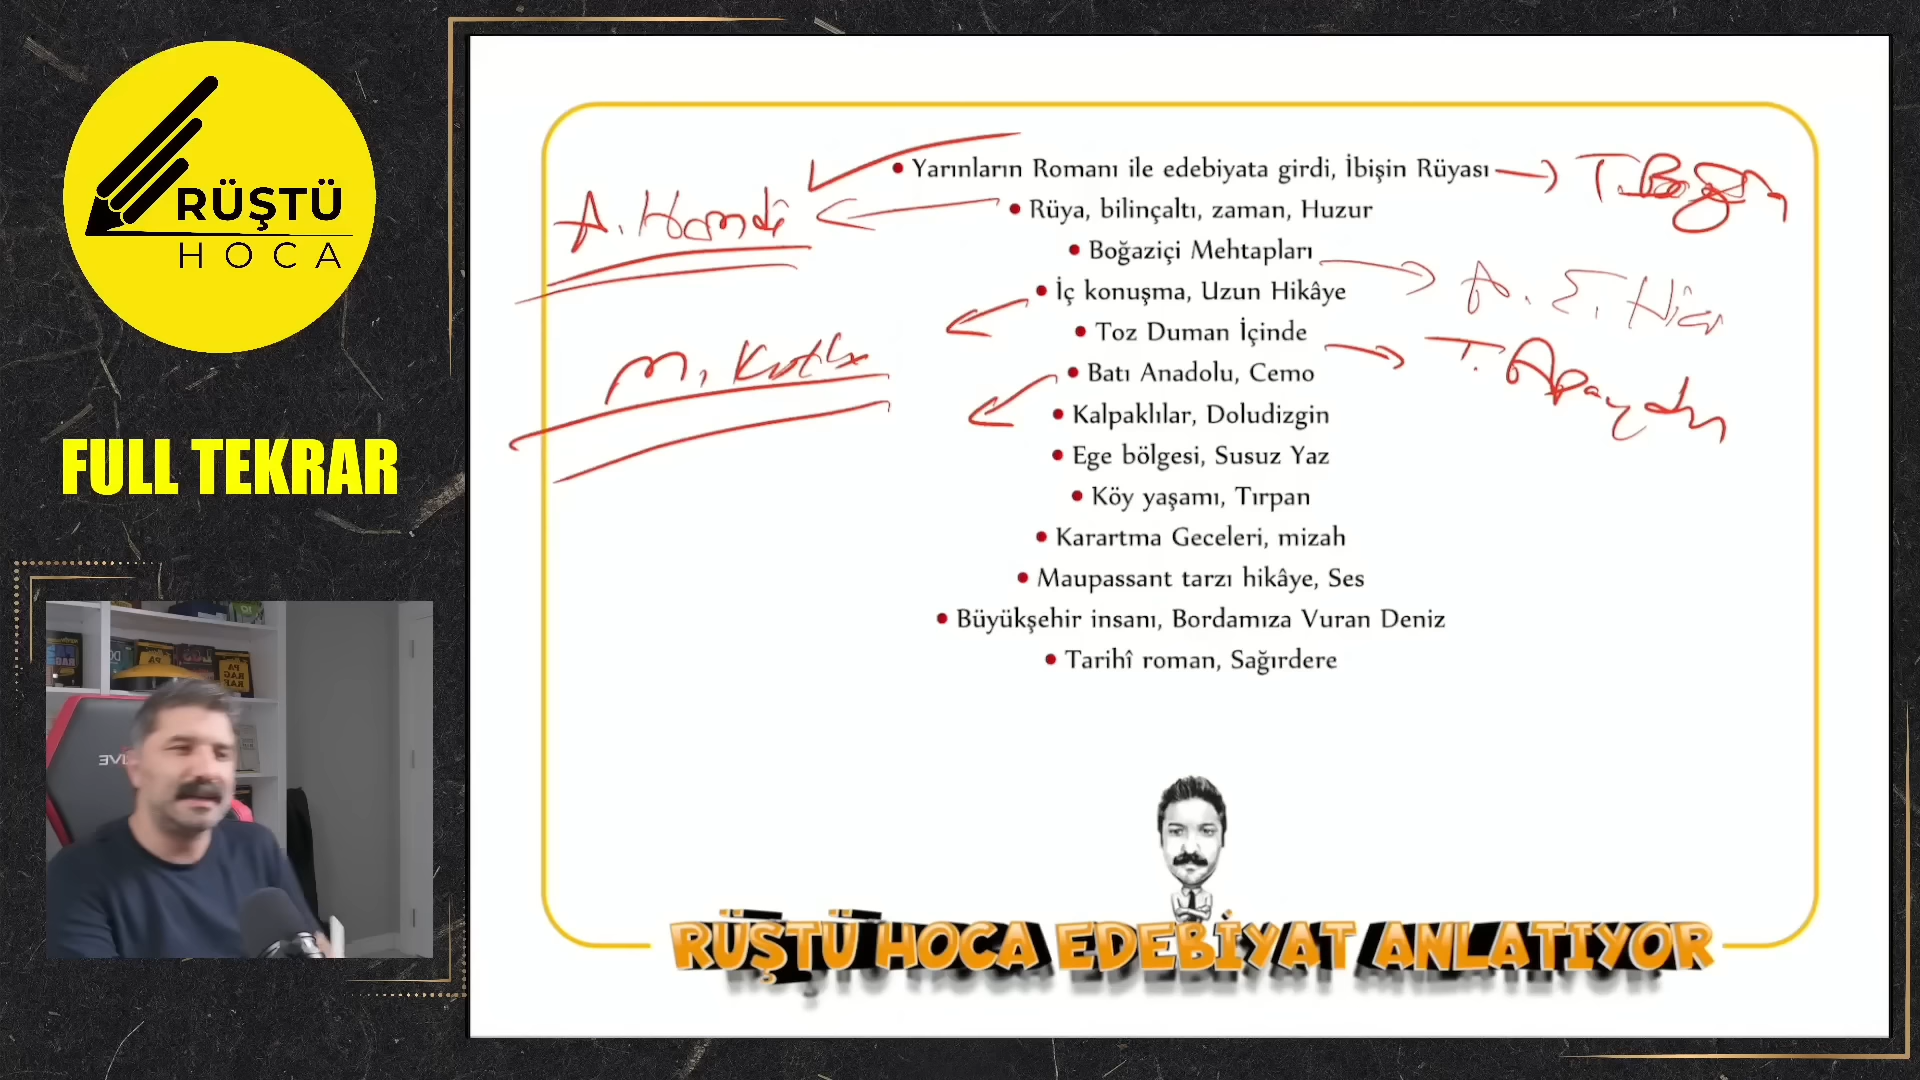 RÜŞTÜ
HOCA
FULL TEKRAR
• Yarınların Romanı ile edebiyata girdi, İbişin Rüyası
• Rüya, bilinçaltı, zaman, Huzur
A. Hamdi
• Boğaziçi Mehtapları
• İç konuşma, Uzun Hikâye
• Toz Duman İçinde
T. Apaydın
M. Kutlu
• Batı Anadolu, Cemo
• Kalpaklılar, Doludizgin
• Ege bölgesi, Susuz Yaz
• Köy yaşamı, Tırpan
• Karartma Geceleri, mizah
• Maupassant tarzı hikâye, Ses
• Büyükşehir insanı, Bordamıza Vuran Deniz
• Tarihî roman, Sağırdere
RÜŞTÜ HOCA EDEBİYAT ANLATIYOR